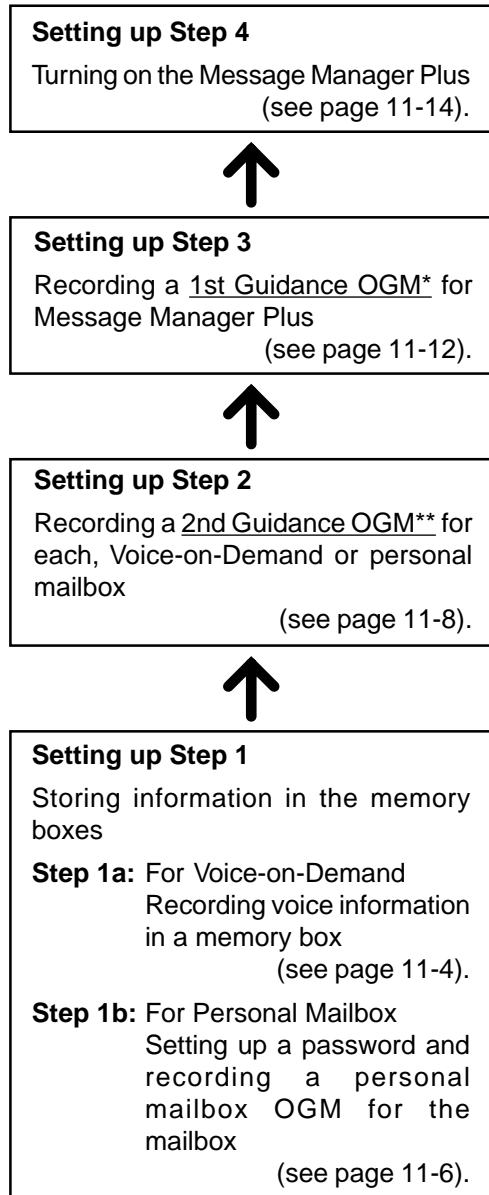 Setting up Step 4
Turning on the Message Manager Plus
(see page 11-14).
Setting up Step 3
Recording a 1st Guidance OGM* for
Message Manager Plus
(see page 11-12).
Setting up Step 2
Recording a 2nd Guidance OGM** for
each, Voice-on-Demand or personal
mailbox
(see page 11-8).
Setting up Step 1
Storing information in the memory
boxes
Step 1a: For Voice-on-Demand
Recording voice information
in a memory box
(see page 11-4).
Step 1b: For Personal Mailbox
Setting up a password and
recording a personal
mailbox OGM for the
mailbox
(see page 11-6).